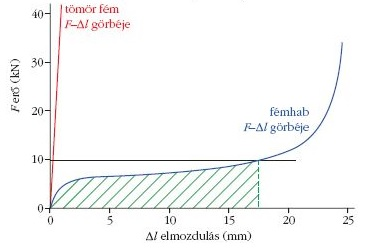 tömör fém
F–Δl görbéje
40
30
20
10
0
F erő (kN)
fémhab
F–Δl görbéje
0 5 10 15 20 25
Δl elmozdulás (mm)